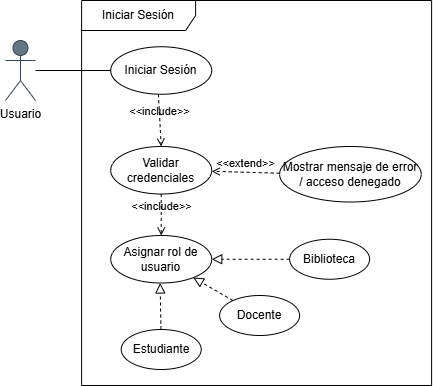 Iniciar Sesión
Iniciar Sesión
Usuario
<<include>>
Validar
credenciales
<<extend>>
Mostrar mensaje de error
/ acceso denegado
<<include>>
Asignar rol de
usuario
Biblioteca
Docente
Estudiante